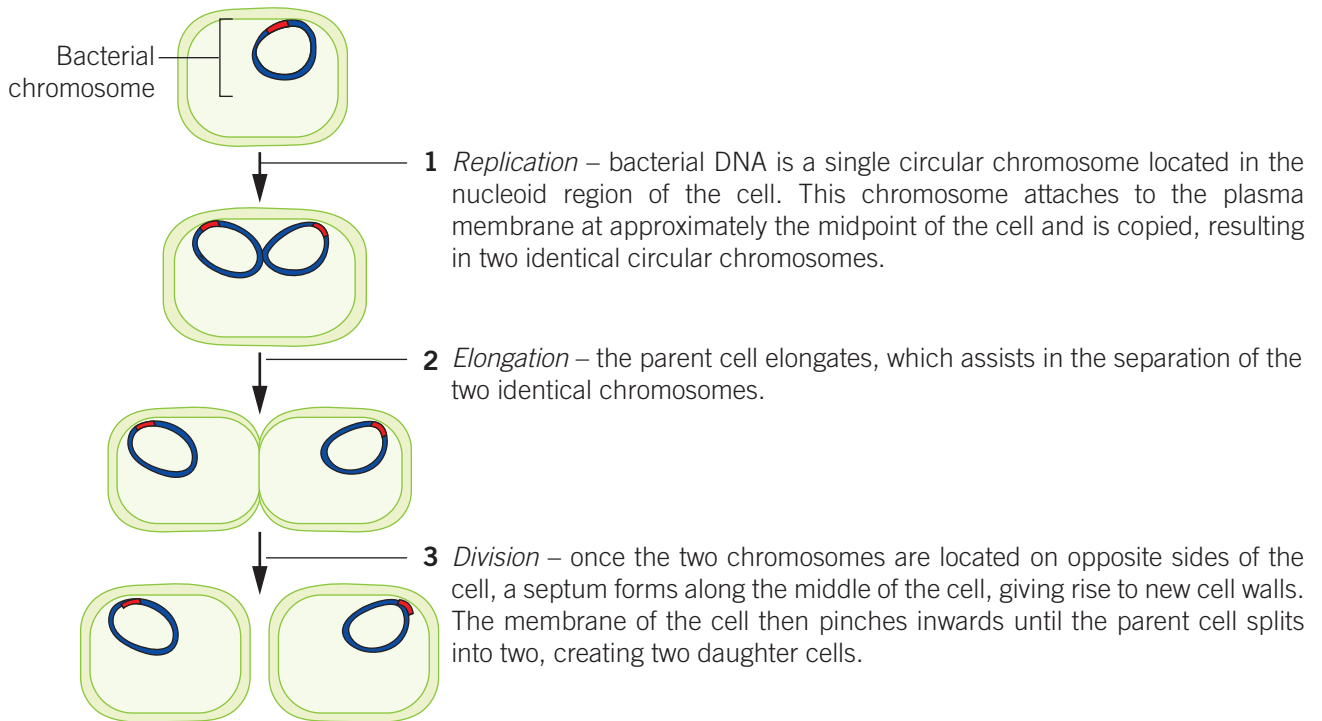 Bacterial
chromosome
1 Replication – bacterial DNA is a single circular chromosome located in the
nucleoid region of the cell. This chromosome attaches to the plasma
membrane at approximately the midpoint of the cell and is copied, resulting
in two identical circular chromosomes.
2 Elongation – the parent cell elongates, which assists in the separation of the
two identical chromosomes.
3 Division – once the two chromosomes are located on opposite sides of the
cell, a septum forms along the middle of the cell, giving rise to new cell walls.
The membrane of the cell then pinches inwards until the parent cell splits
into two, creating two daughter cells.